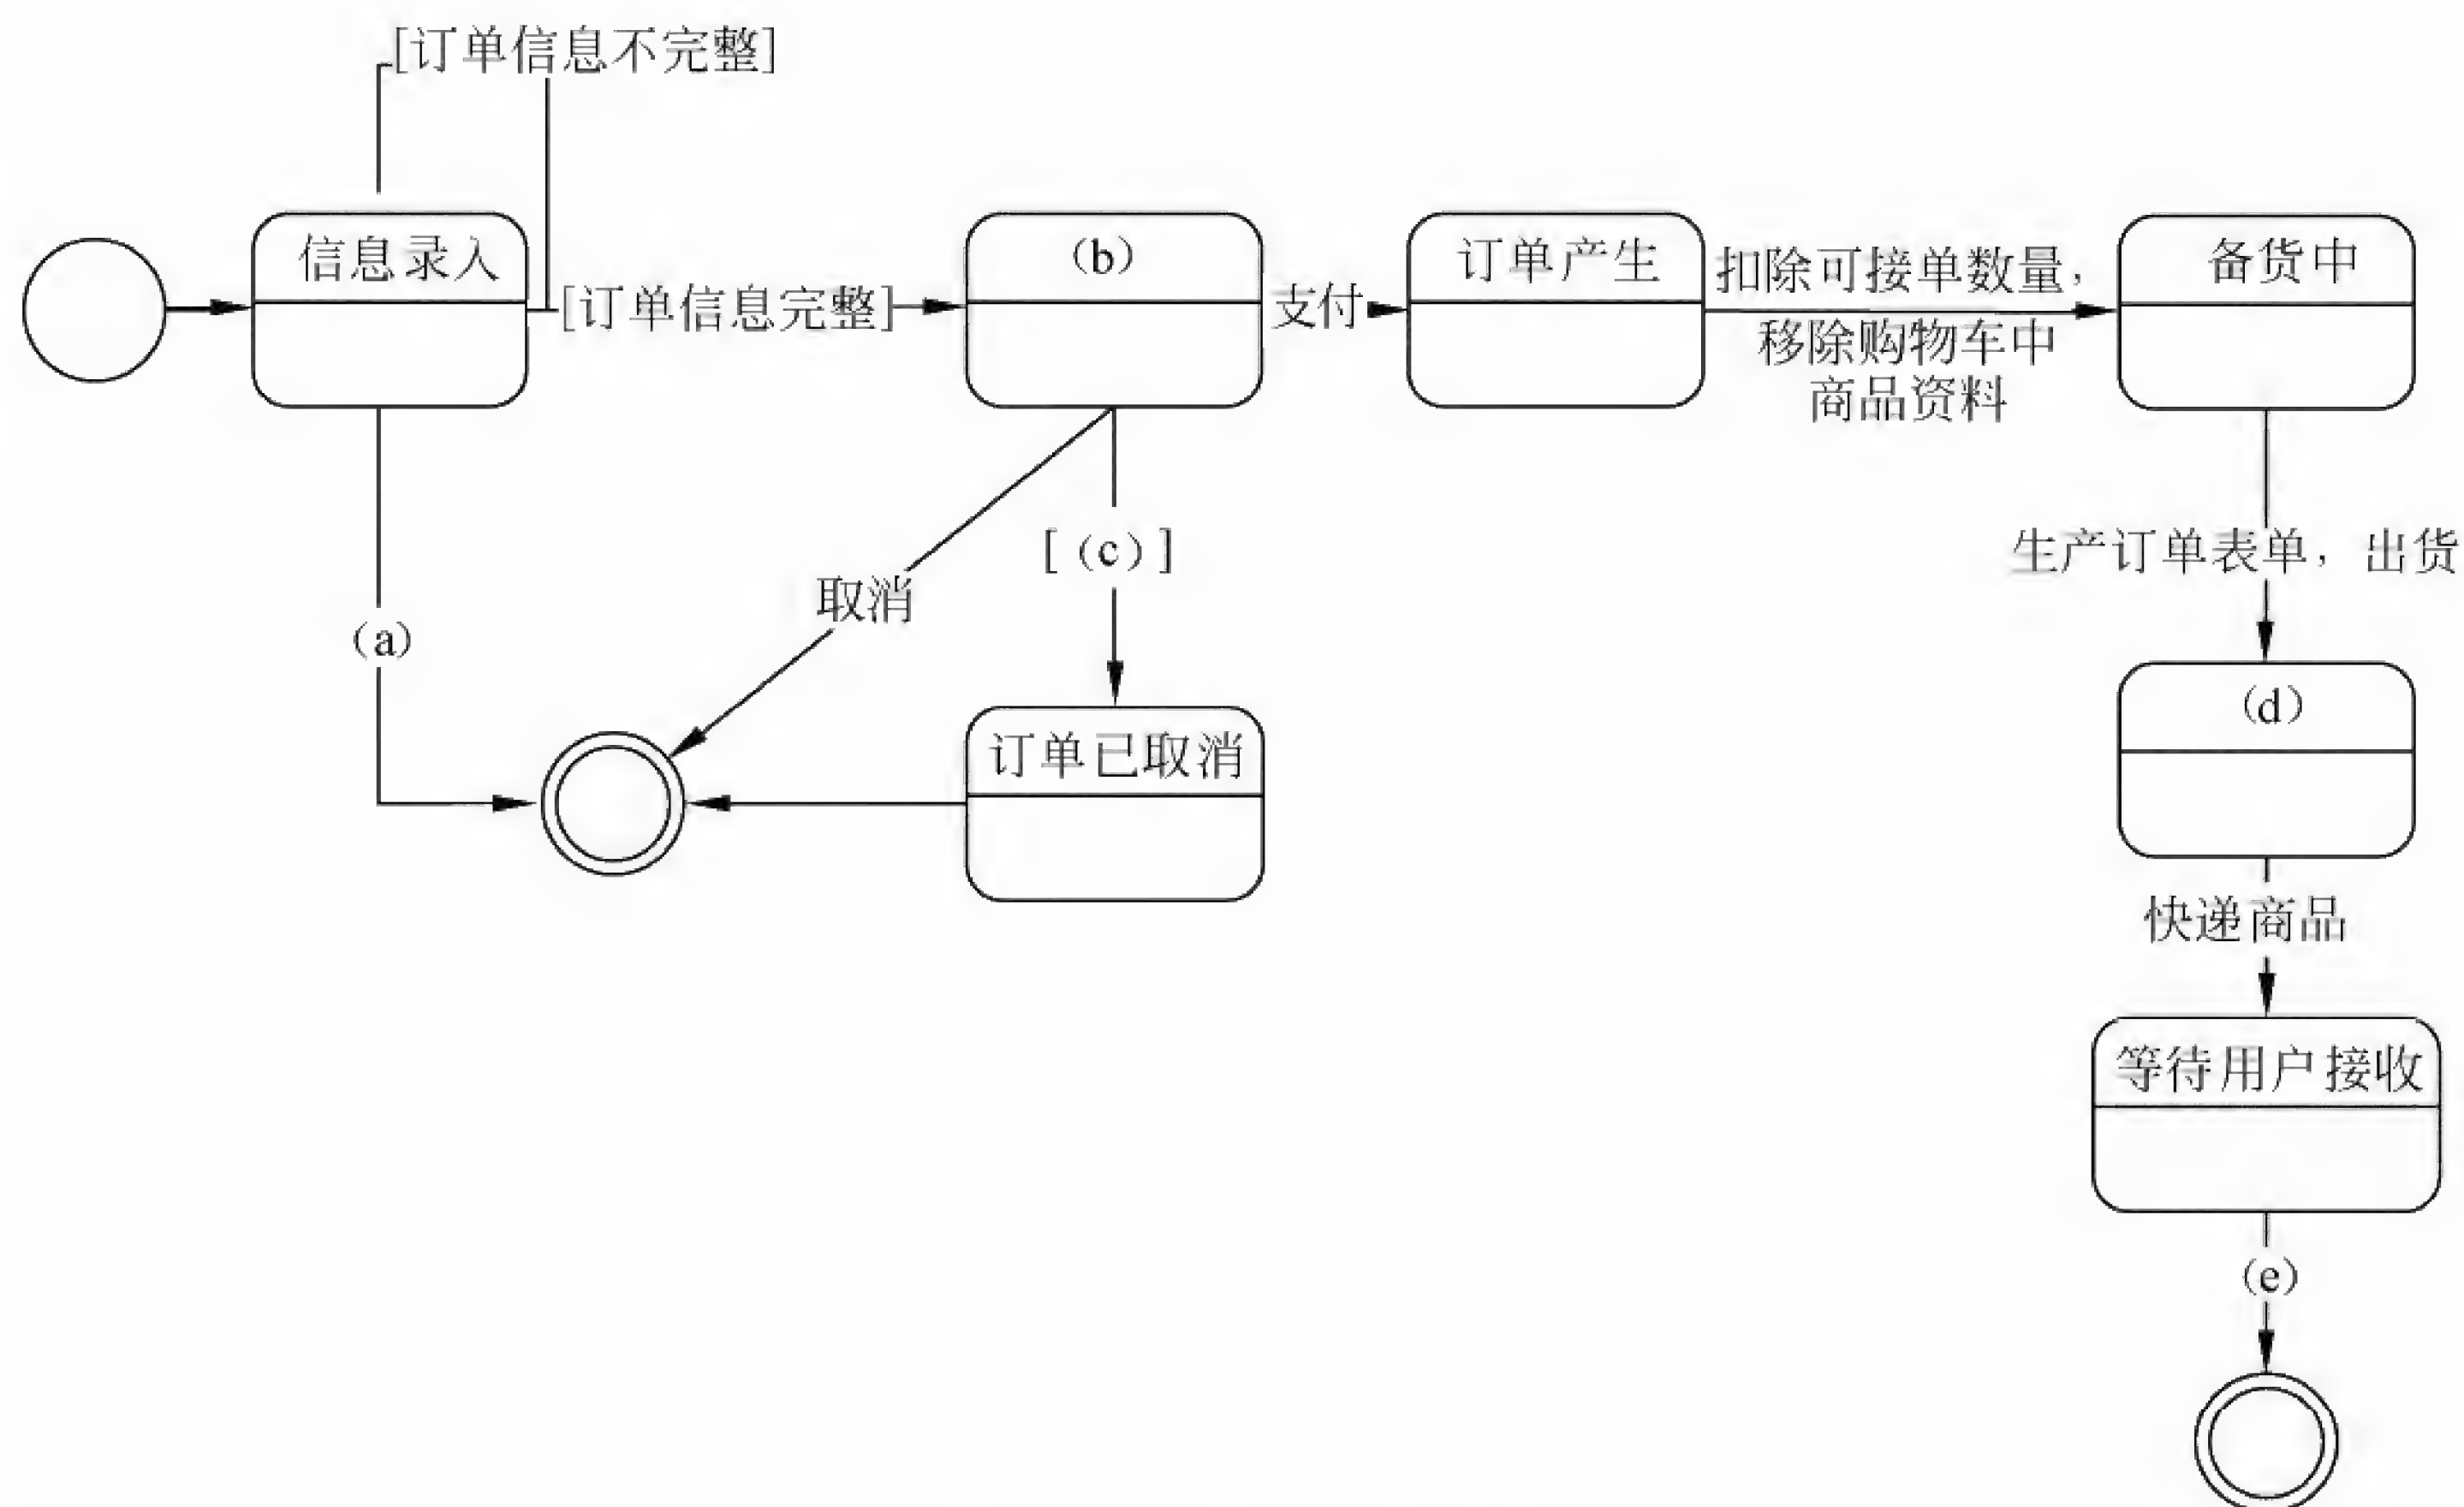 [订单信息不完整]
信息录入
[订单信息完整]
(b)
支付
订单产生
扣除可接单数量，
移除购物车中
商品资料
备货中
(a)
取消
[(c)]
订单已取消
生产订单表单，出货
(d)
快递商品
等待用户接收
(e)